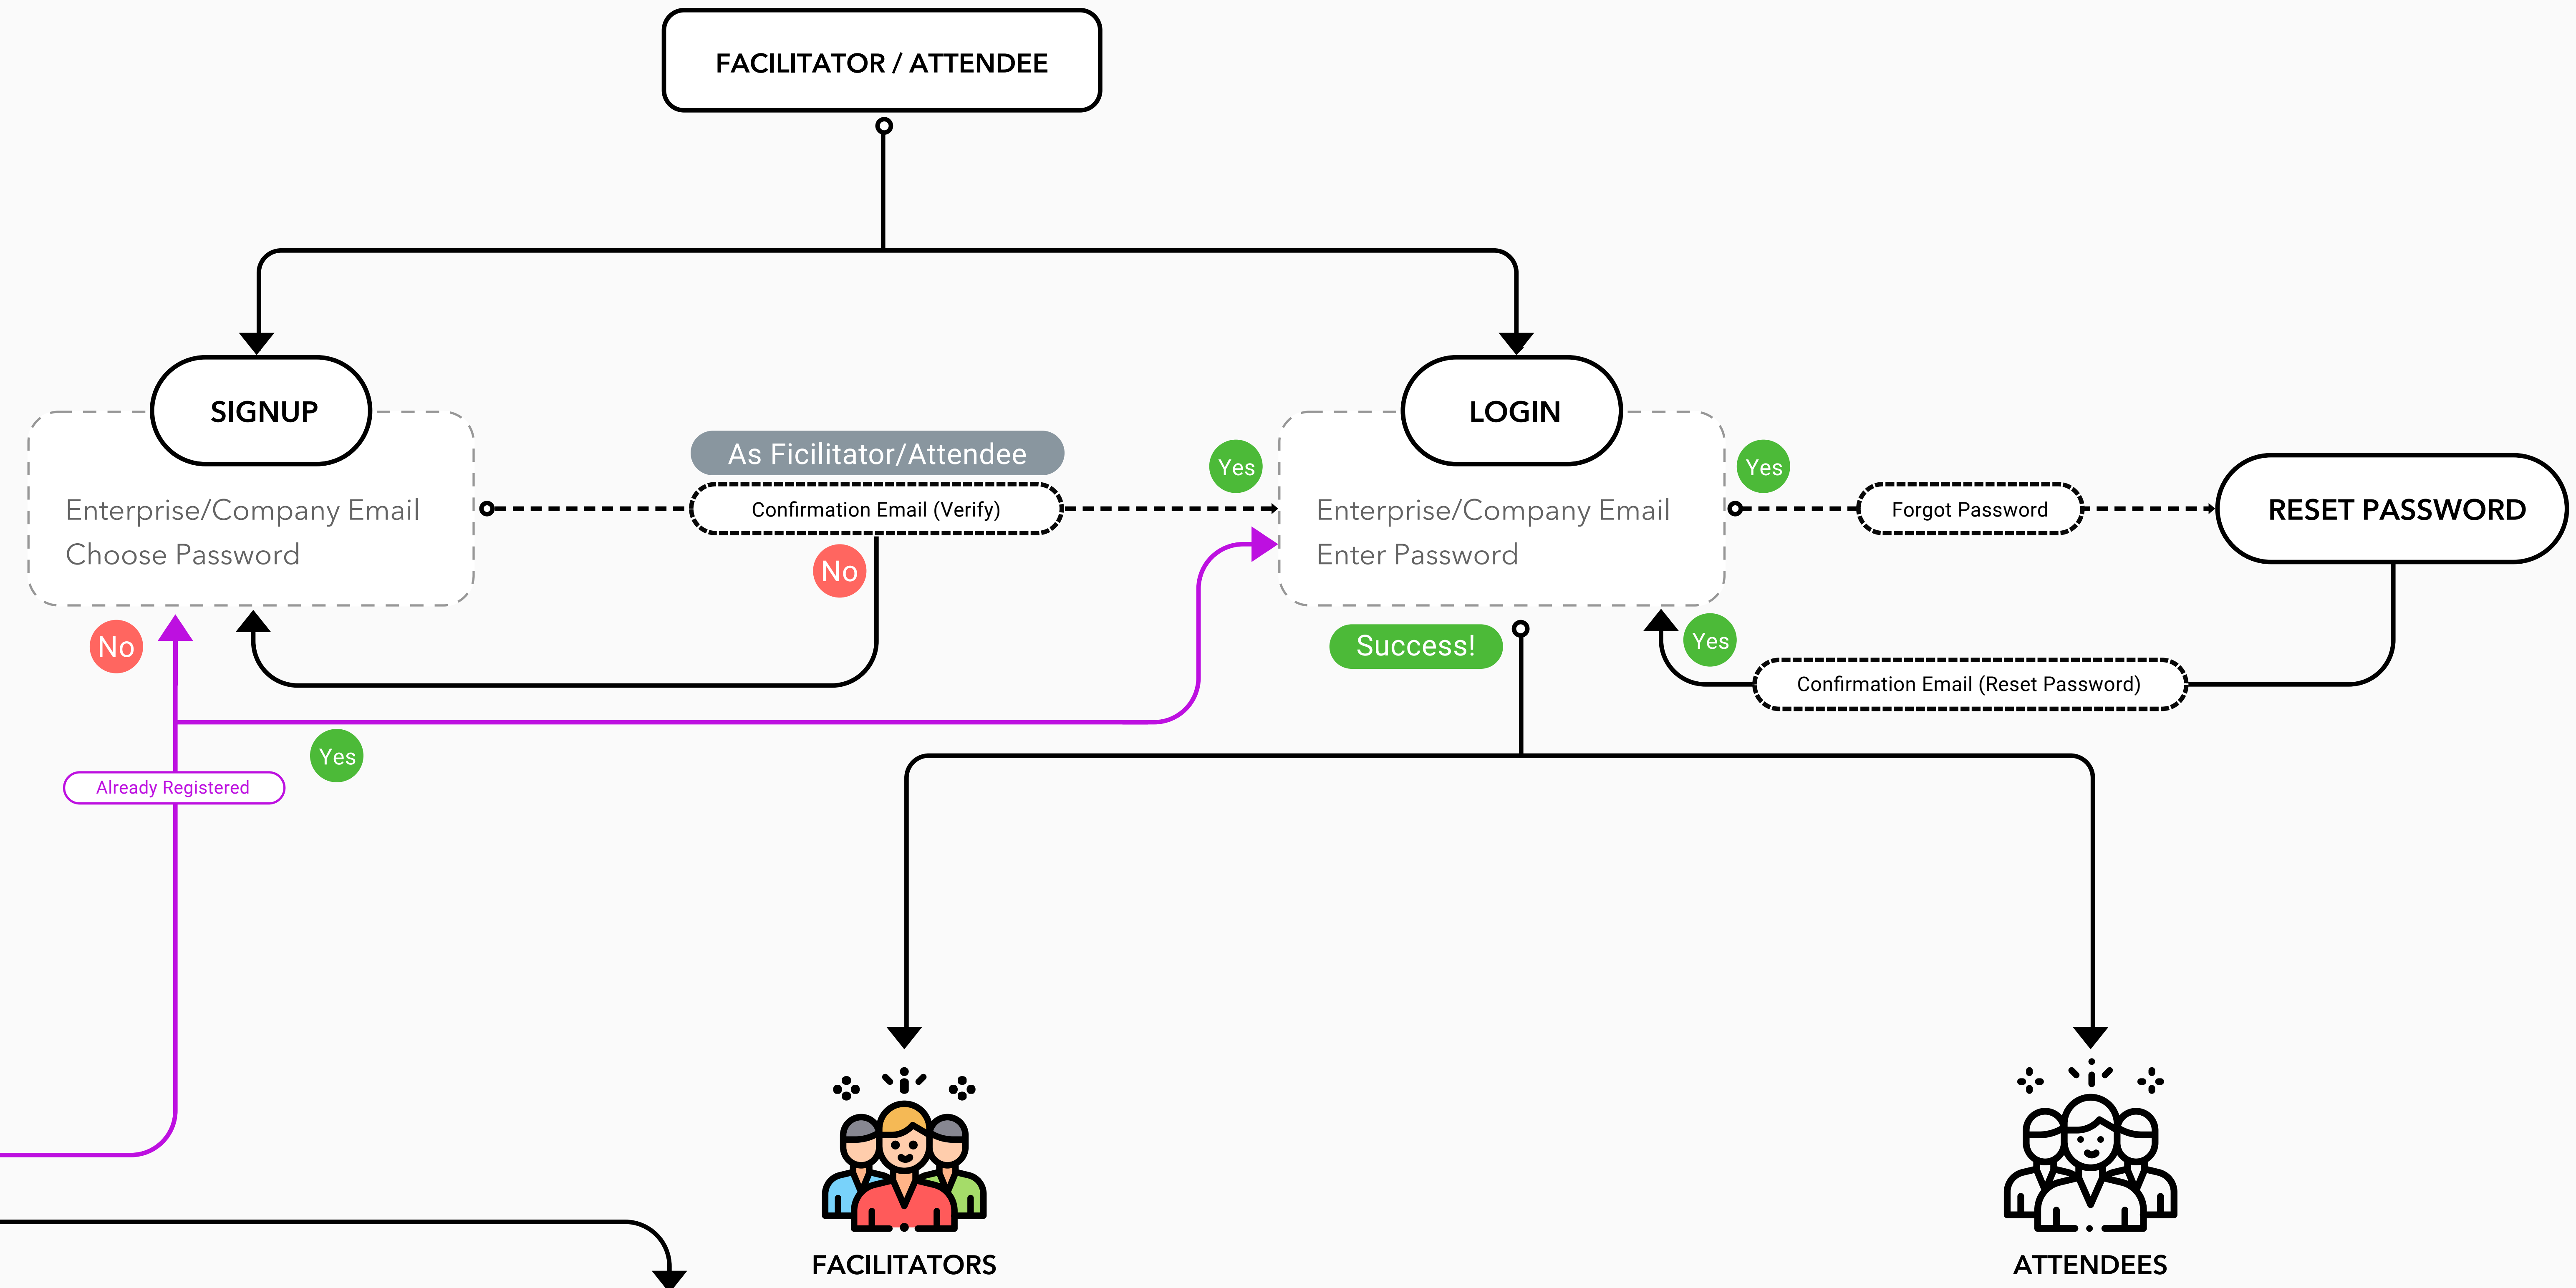 FACILITATOR / ATTENDEE
SIGNUP
Enterprise/Company Email
Choose Password
As Ficilitator/Attendee
Confirmation Email (Verify)
Yes
No
LOGIN
Enterprise/Company Email
Enter Password
Yes
Forgot Password
RESET PASSWORD
No
Success!
Yes
Confirmation Email (Reset Password)
Yes
Already Registered
FACILITATORS
ATTENDEES